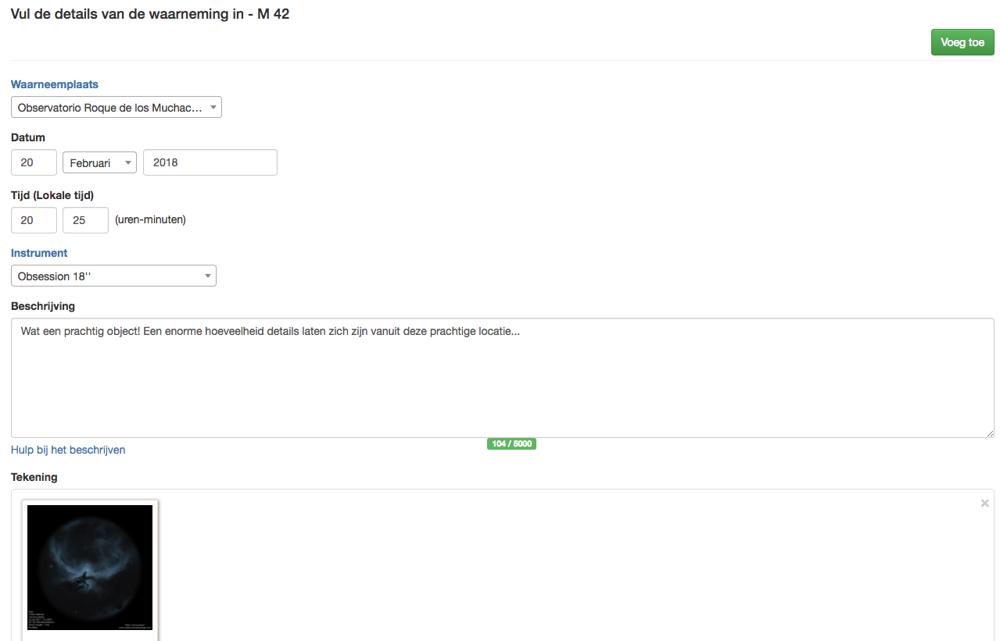 Vul de details van de waarneming in - M 42
Voeg toe
Waarneemplaats
Observatorio Roque de los Muchac...
Datum
20 Februari 2018
Tijd (Lokale tijd)
20 25 (uren-minuten)
Instrument
Obsession 18''
Beschrijving
Wat een prachtig object! Een enorme hoeveelheid details laten zich zijn vanuit deze prachtige locatie...
104 / 5000
Hulp bij het beschrijven
Tekening
×